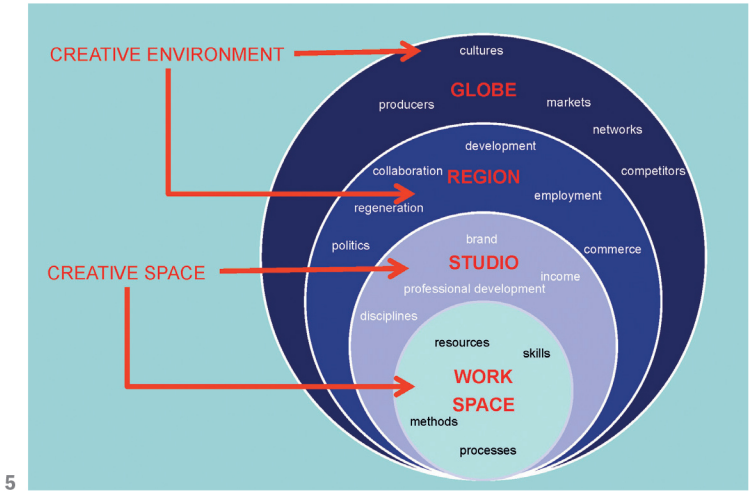 cultures
CREATIVE ENVIRONMENT
GLOBE
producers
markets
networks
development
collaboration
competitors
REGION
employment
regeneration
politics
brand
commerce
STUDIO
CREATIVE SPACE
income
professional development
disciplines
resources
skills
WORK
SPACE
methods
processes
5